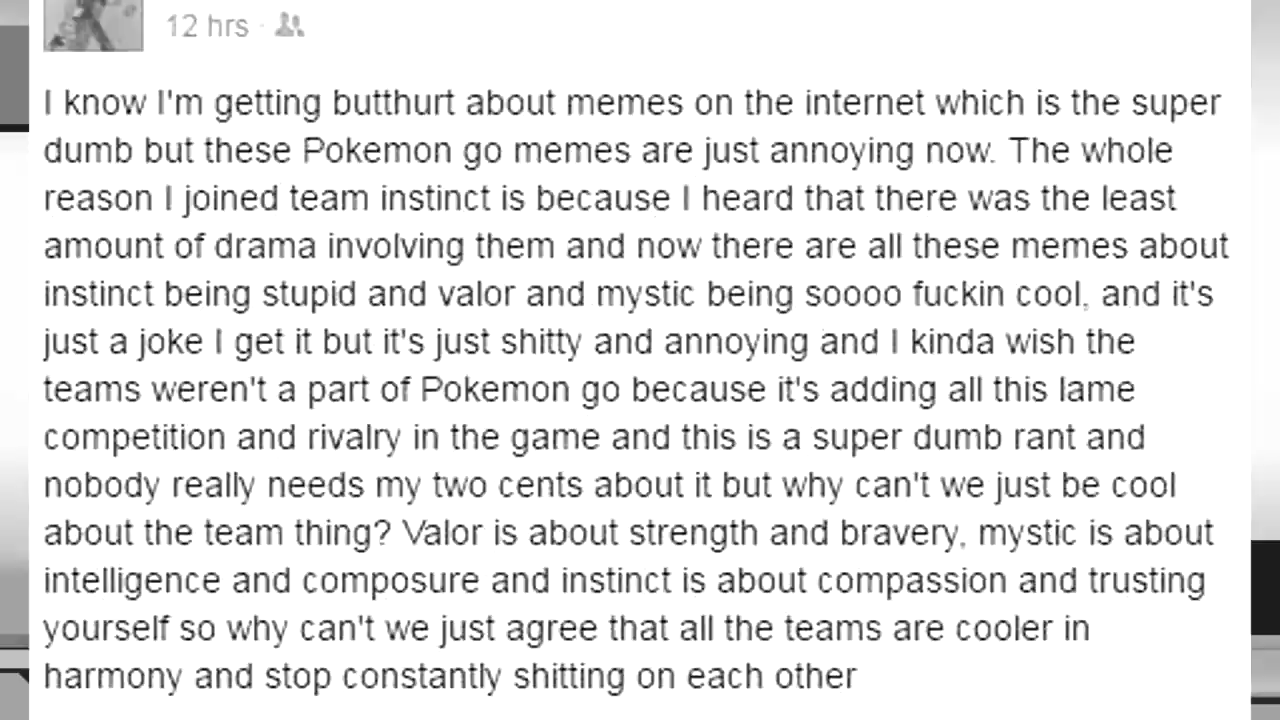 12 hrs ·
I know I'm getting butthurt about memes on the internet which is the super
dumb but these Pokemon go memes are just annoying now. The whole
reason I joined team instinct is because I heard that there was the least
amount of drama involving them and now there are all these memes about
instinct being stupid and valor and mystic being soooo fuckin cool, and it's
just a joke I get it but it's just shitty and annoying and I kinda wish the
teams weren't a part of Pokemon go because it's adding all this lame
competition and rivalry in the game and this is a super dumb rant and
nobody really needs my two cents about it but why can't we just be cool
about the team thing? Valor is about strength and bravery, mystic is about
intelligence and composure and instinct is about compassion and trusting
yourself so why can't we just agree that all the teams are cooler in
harmony and stop constantly shitting on each other